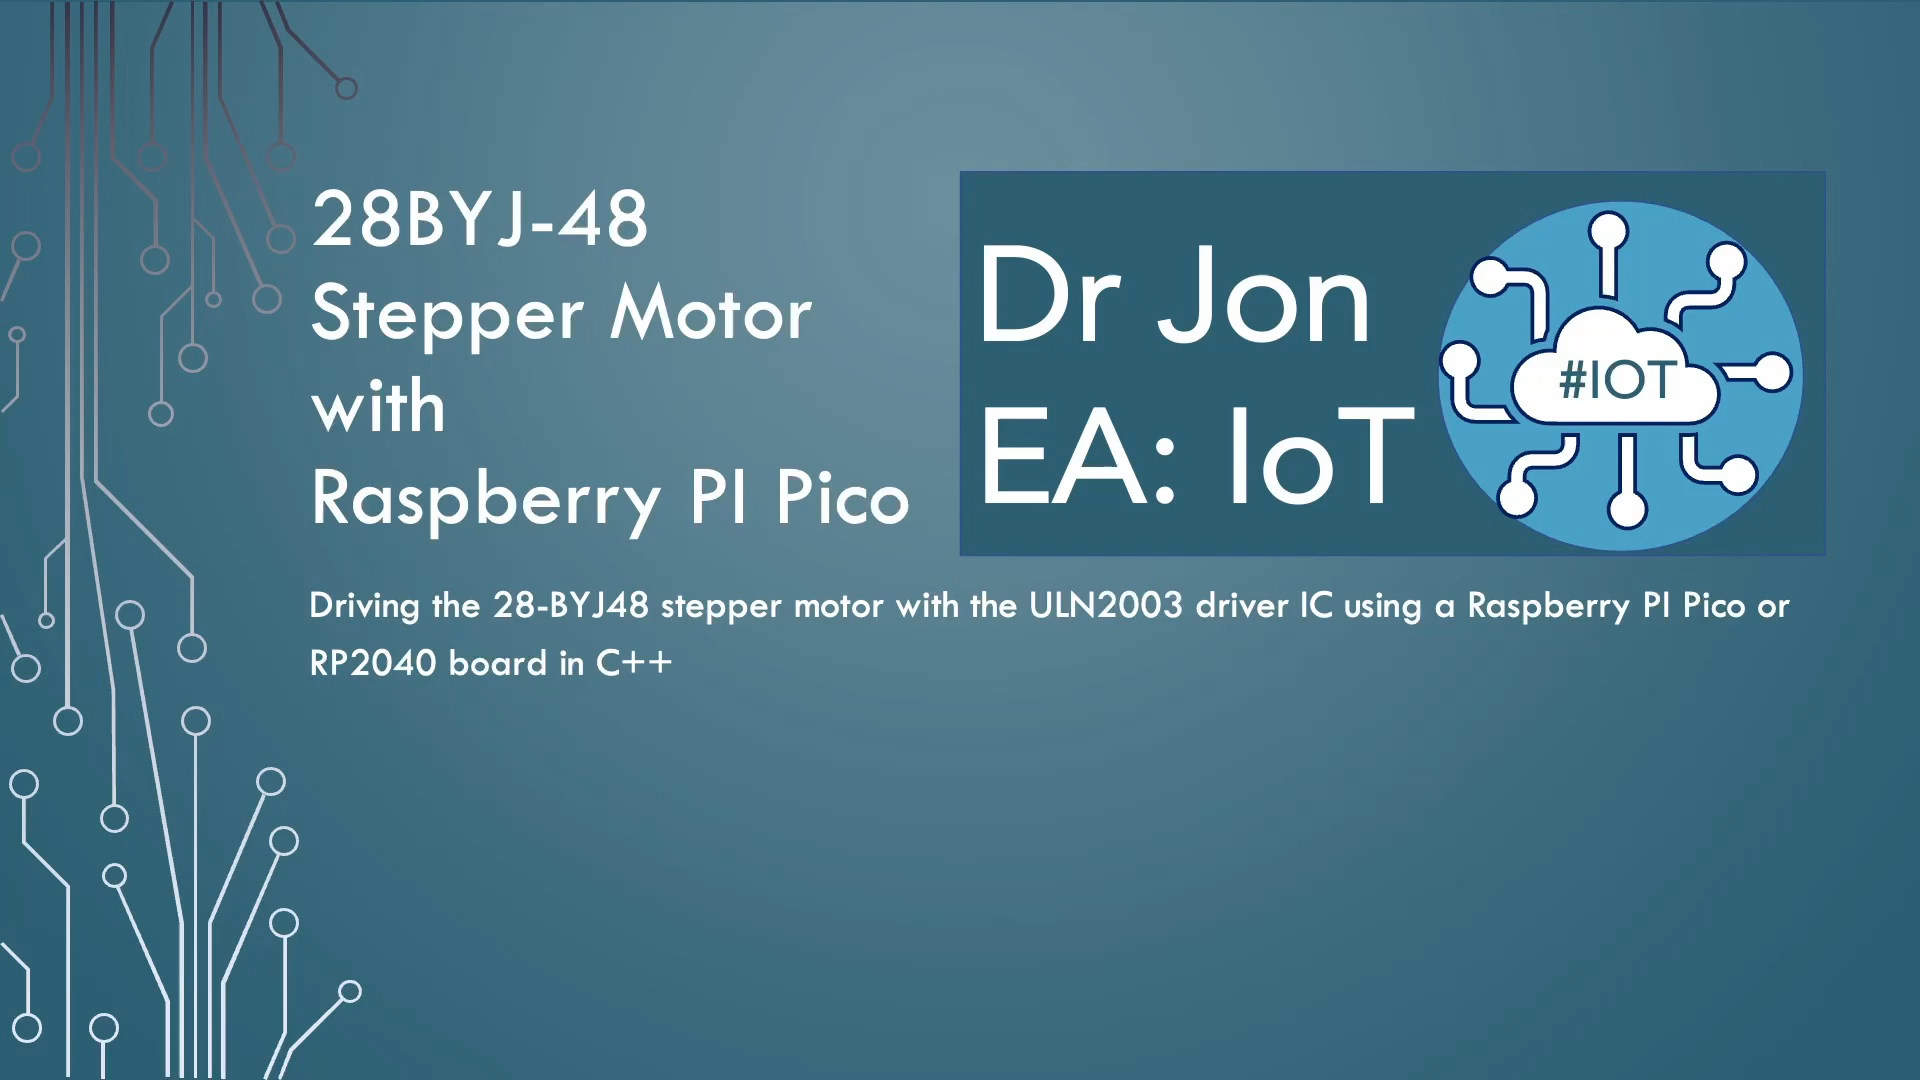 28BYJ-48
Stepper Motor
with
Raspberry PI Pico
Dr Jon
EA: IoT
#IOT
Driving the 28-BYJ48 stepper motor with the ULN2003 driver IC using a Raspberry PI Pico or
RP2040 board in C++